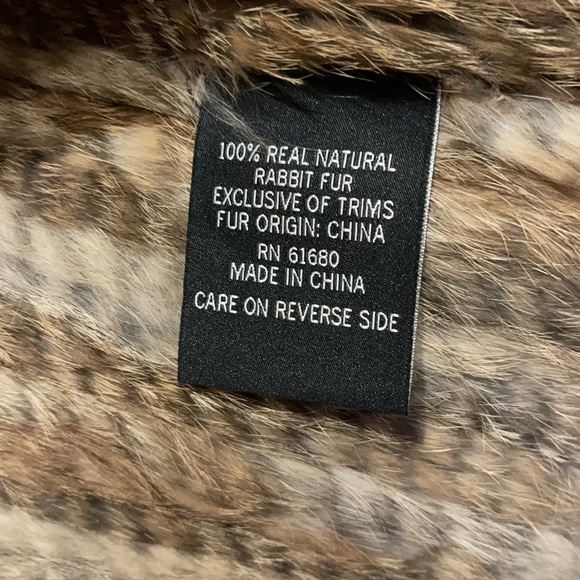 100% REAL NATURAL
RABBIT FUR
EXCLUSIVE OF TRIMS
FUR ORIGIN: CHINA
RN 61680
MADE IN CHINA
CARE ON REVERSE SIDE